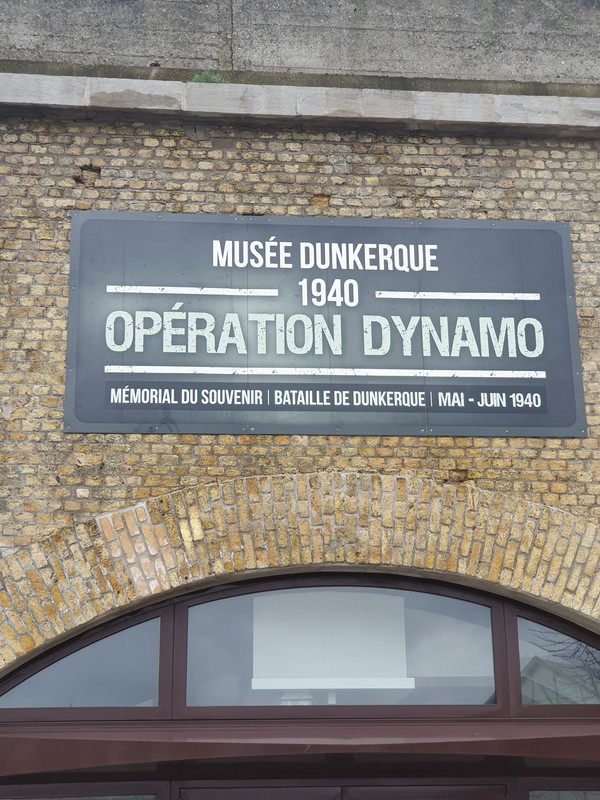 MUSÉE DUNKERQUE
1940
OPÉRATION DYNAMO
MÉMORIAL DU SOUVENIR | BATAILLE DE DUNKERQUE | MAI - JUIN 1940